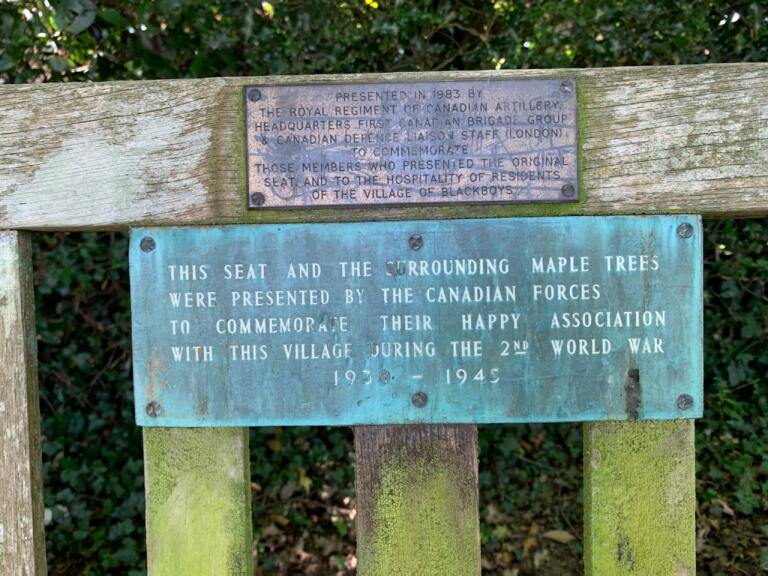 PRESENTED IN 1983 BY
THE ROYAL REGIMENT OF CANADIAN ARTILLERY,
HEADQUARTERS FIRST CANADIAN BRIGADE GROUP
& CANADIAN DEFENCE LIAISON STAFF (LONDON)
TO COMMEMORATE
THOSE MEMBERS WHO PRESENTED THE ORIGINAL
SEAT, AND TO THE HOSPITALITY OF RESIDENTS
OF THE VILLAGE OF BLACKBOYS
THIS SEAT AND THE SURROUNDING MAPLE TREES
WERE PRESENTED BY THE CANADIAN FORCES
TO COMMEMORATE THEIR HAPPY ASSOCIATION
WITH THIS VILLAGE DURING THE 2ND WORLD WAR
1939 - 1945